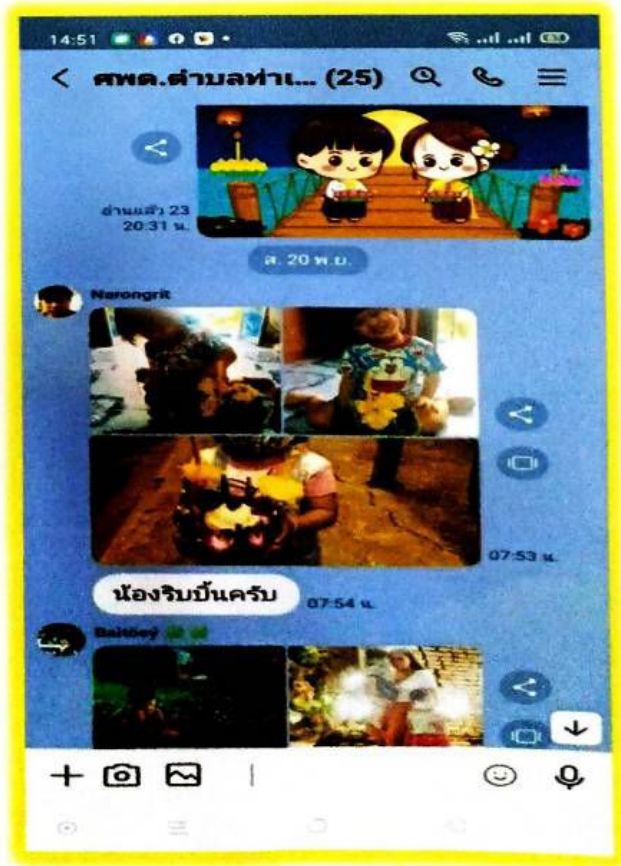 14:51
ศพด.ตำบลท่าเ... (25)
อ่านแล้ว 23
20:31 น.
ส. 20 พ.ย.
Narongrit
07:53 น.
น้องริบบิ้นครับ
07:54 น.